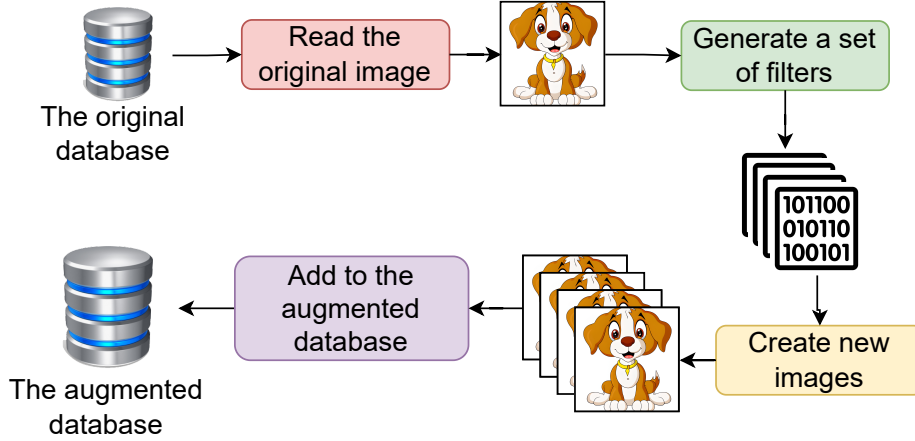 Read the
original image
Generate a set
of filters
The original
database
101100
010110
100101
Add to the
augmented
database
Create new
images
The augmented
database